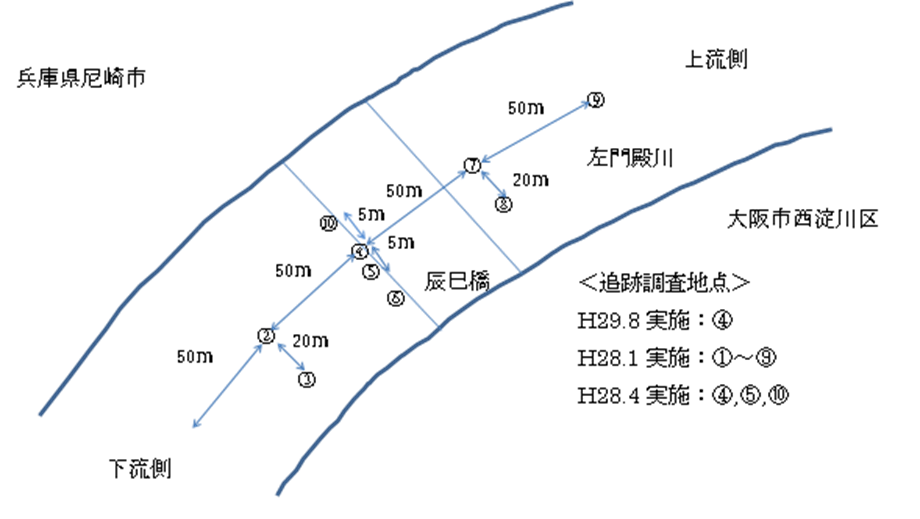 兵庫県尼崎市
上流側
50m
⑨
左門殿川
⑦
20m
⑧
50m
大阪市西淀川区
5m
⑩
5m
④
⑤
⑥
辰巳橋
50m
②
20m
③
50m
下流側
＜追跡調査地点＞
H29.8 実施：④
H28.1 実施：①～⑨
H28.4 実施：④,⑤,⑩